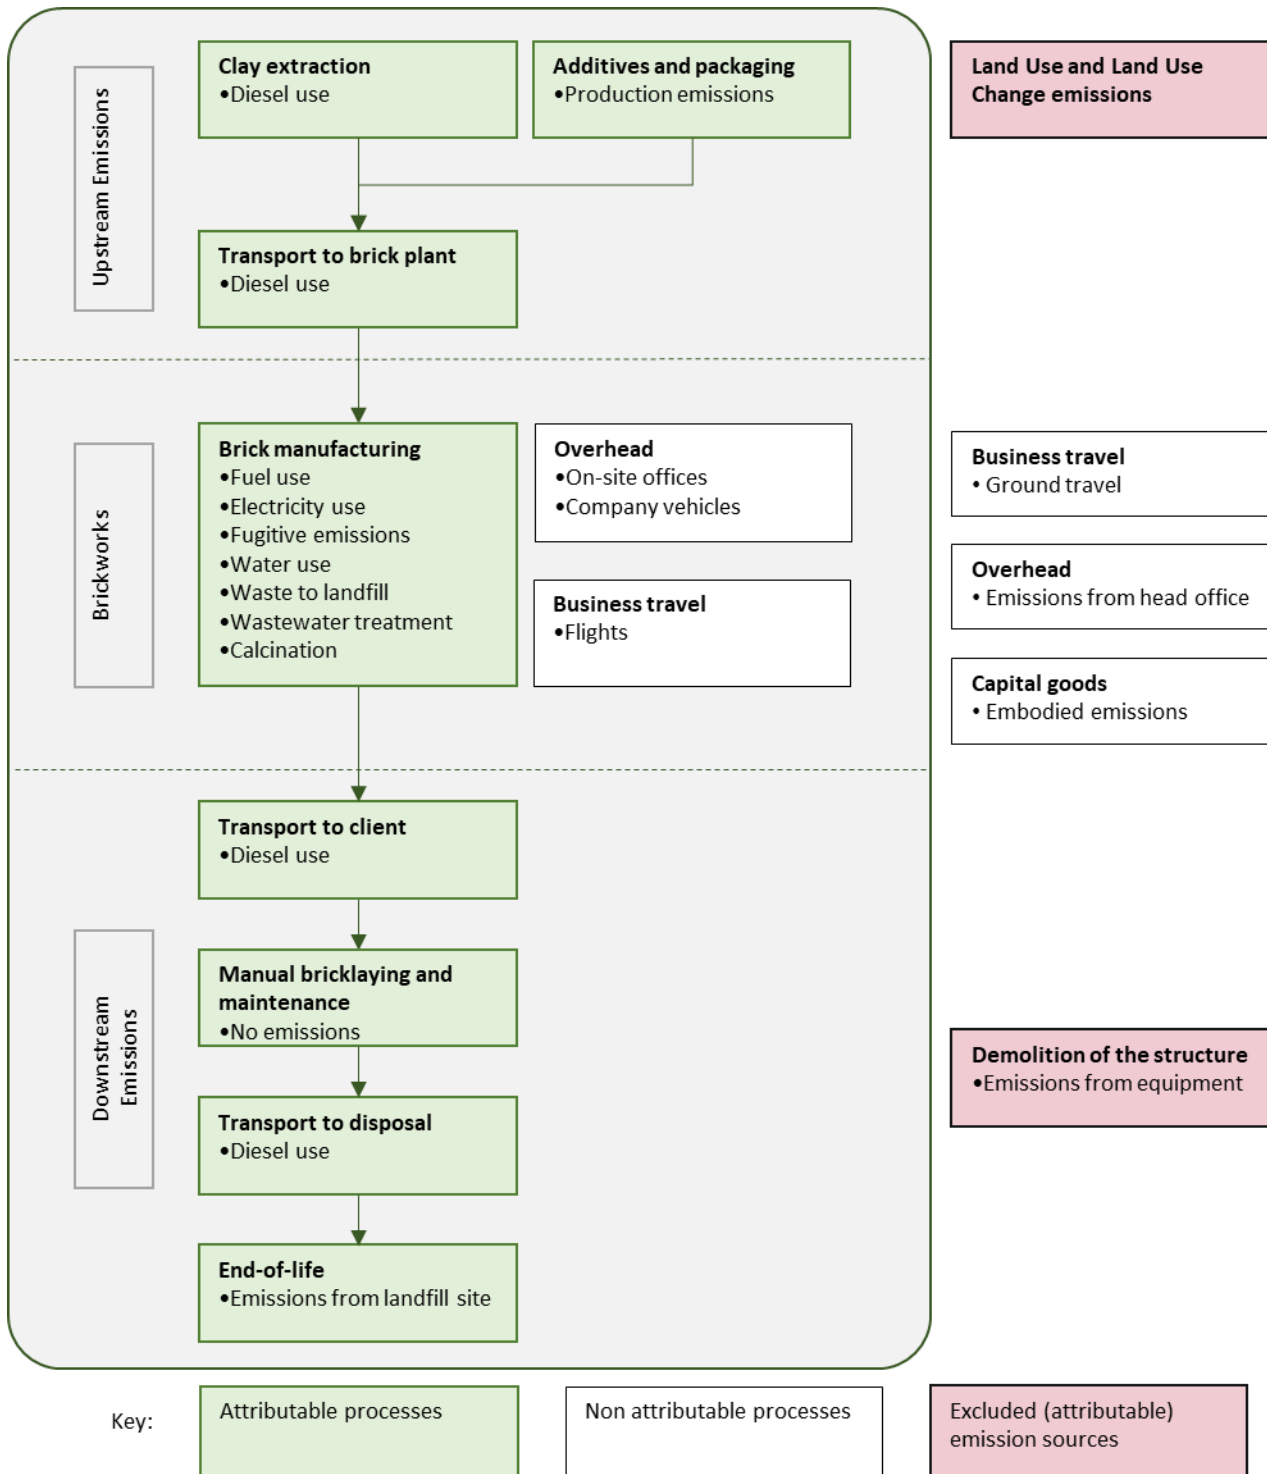 Upstream Emissions
Clay extraction
•Diesel use
Additives and packaging
•Production emissions
Land Use and Land Use
Change emissions
Transport to brick plant
•Diesel use
Brickworks
Brick manufacturing
•Fuel use
•Electricity use
•Fugitive emissions
•Water use
•Waste to landfill
•Wastewater treatment
•Calcination
Overhead
•On-site offices
•Company vehicles
Business travel
•Flights
Business travel
• Ground travel
Overhead
• Emissions from head office
Capital goods
• Embodied emissions
Downstream
Emissions
Transport to client
•Diesel use
Manual bricklaying and
maintenance
•No emissions
Transport to disposal
•Diesel use
End-of-life
•Emissions from landfill site
Demolition of the structure
•Emissions from equipment
Key:
Attributable processes
Non attributable processes
Excluded (attributable)
emission sources